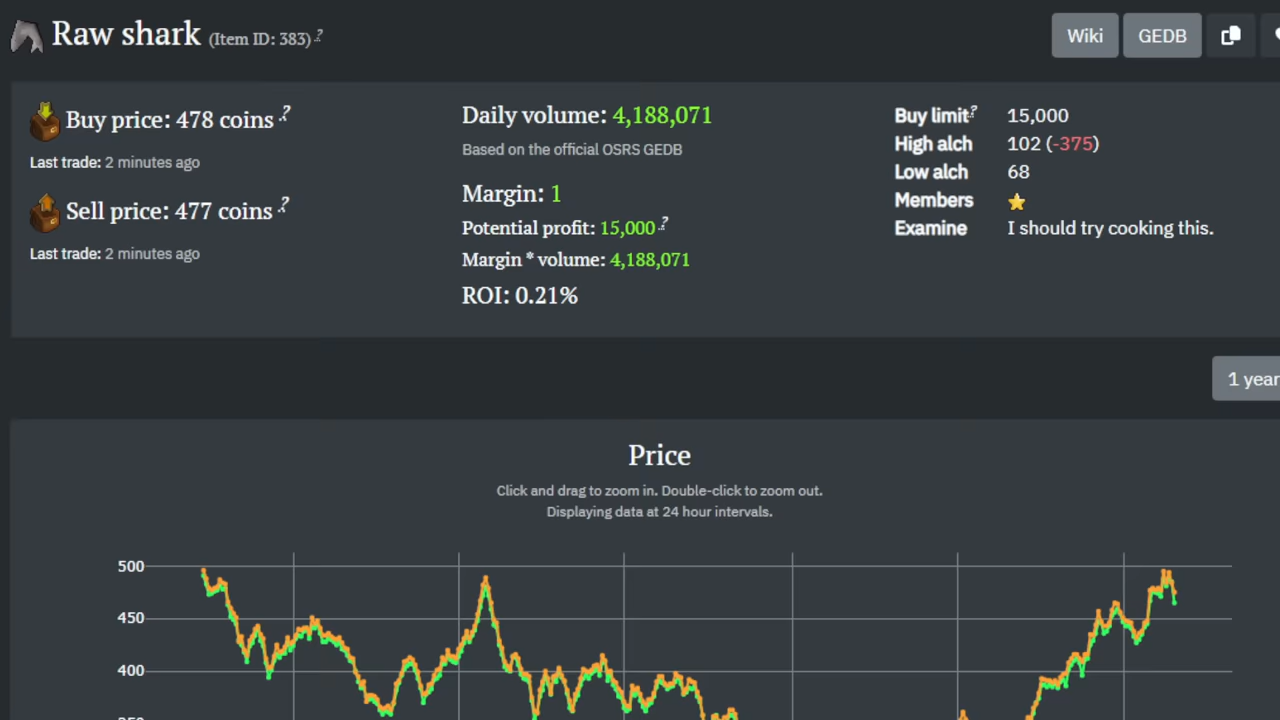 Raw shark (Item ID: 383) ?
Wiki
GEDB
Buy price: 478 coins ?
Last trade: 2 minutes ago
Sell price: 477 coins ?
Last trade: 2 minutes ago
Daily volume: 4,188,071
Based on the official OSRS GEDB
Margin: 1
Potential profit: 15,000 ?
Margin * volume: 4,188,071
ROI: 0.21%
Buy limit? 15,000
High alch 102 (-375)
Low alch 68
Members
Examine I should try cooking this.
1 year
Price
Click and drag to zoom in. Double-click to zoom out.
Displaying data at 24 hour intervals.
500
450
400